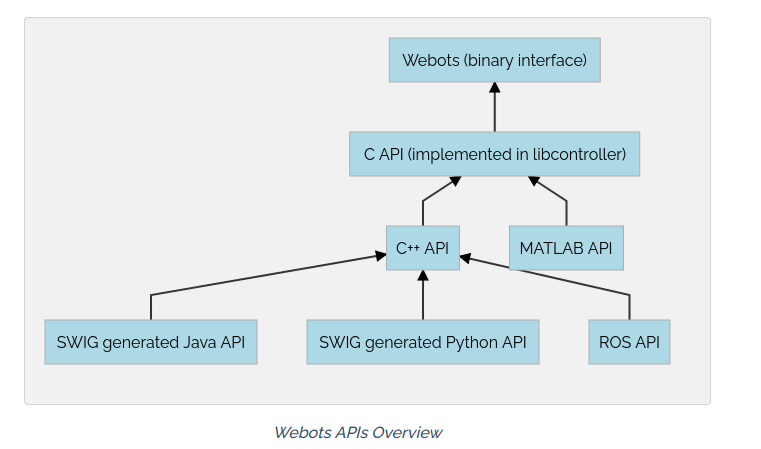 Webots (binary interface)
C API (implemented in libcontroller)
C++ API
MATLAB API
SWIG generated Java API
SWIG generated Python API
ROS API
Webots APIs Overview